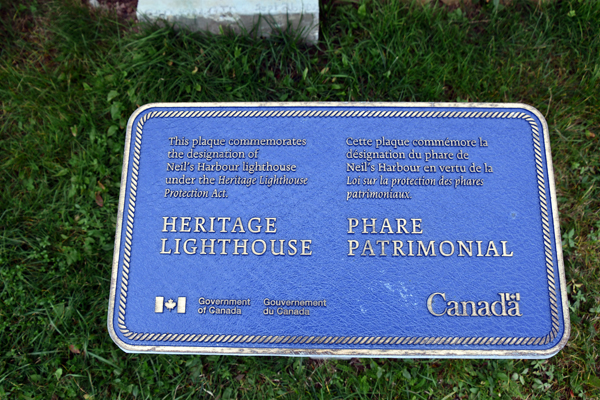 This plaque commemorates
the designation of
Neil's Harbour lighthouse
under the Heritage Lighthouse
Protection Act.
HERITAGE
LIGHTHOUSE
Cette plaque commémore la
désignation du phare de
Neil's Harbour en vertu de la
Loi sur la protection des phares
patrimoniaux.
PHARE
PATRIMONIAL
Government
of Canada
Gouvernement
du Canada
Canada